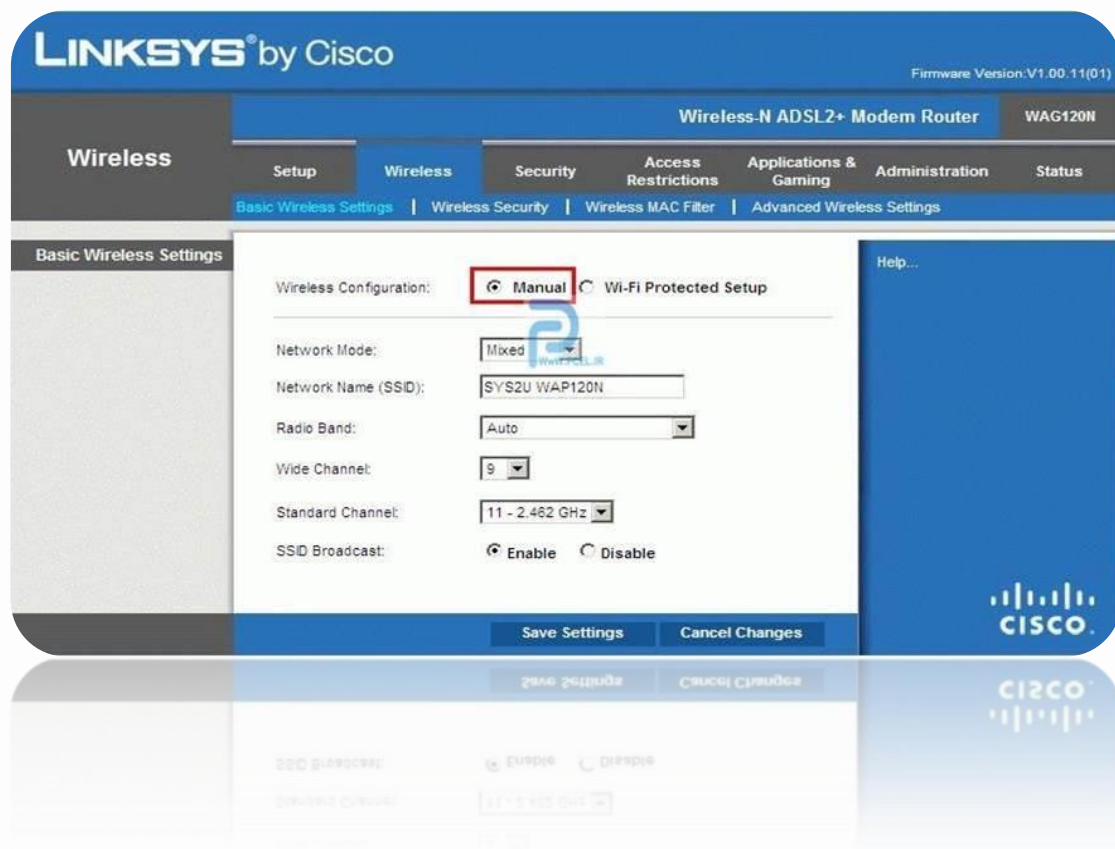 LINKSYS® by Cisco
Firmware Version:V1.00.11(01)
Wireless-N ADSL2+ Modem Router WAG120N
Wireless
Setup Wireless Security Access Restrictions Applications & Gaming Administration Status
Basic Wireless Settings | Wireless Security | Wireless MAC Filter | Advanced Wireless Settings
Basic Wireless Settings
Help...
Wireless Configuration: Manual Wi-Fi Protected Setup
Network Mode: Mixed
WwW.PCEL.IR
Network Name (SSID): SYS2U WAP120N
Radio Band: Auto
Wide Channel: 9
Standard Channel: 11 - 2.462 GHz
SSID Broadcast: Enable Disable
Save Settings Cancel Changes
CISCO.